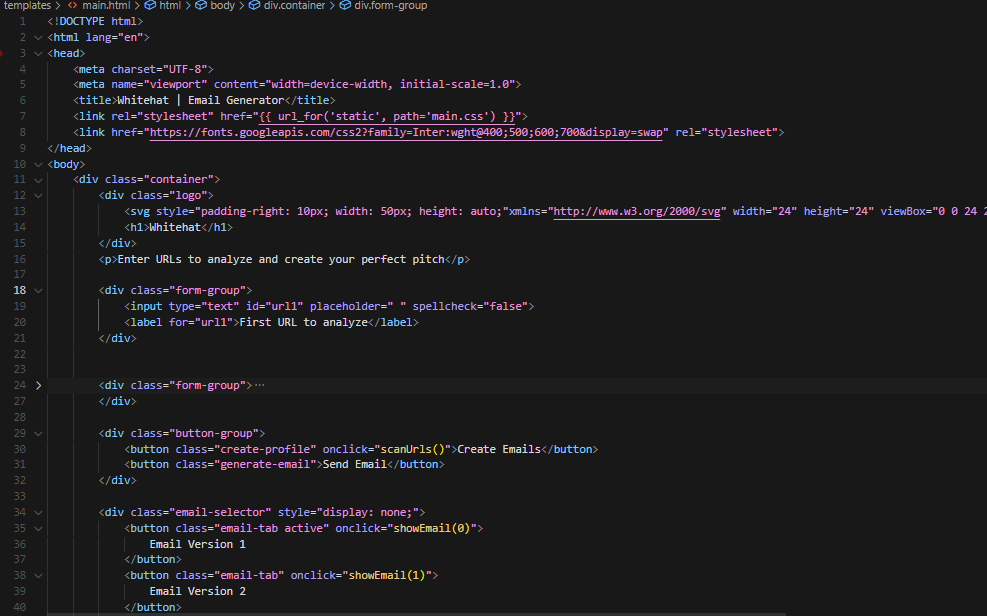 templates > <> main.html > html > body > div.container > div.form-group
1 <!DOCTYPE html>
2 <html lang="en">
3 <head>
4 <meta charset="UTF-8">
5 <meta name="viewport" content="width=device-width, initial-scale=1.0">
6 <title>Whitehat | Email Generator</title>
7 <link rel="stylesheet" href="{{ url_for('static', path='main.css') }}">
8 <link href="https://fonts.googleapis.com/css2?family=Inter:wght@400;500;600;700&display=swap" rel="stylesheet">
9 </head>
10 <body>
11 <div class="container">
12 <div class="logo">
13 <svg style="padding-right: 10px; width: 50px; height: auto;"xmlns="http://www.w3.org/2000/svg" width="24" height="24" viewBox="0 0 24 2
14 <h1>Whitehat</h1>
15 </div>
16 <p>Enter URLs to analyze and create your perfect pitch</p>
17
18 <div class="form-group">
19 <input type="text" id="url1" placeholder=" " spellcheck="false">
20 <label for="url1">First URL to analyze</label>
21 </div>
22
23
24 > <div class="form-group">···
27 </div>
28
29 <div class="button-group">
30 <button class="create-profile" onclick="scanUrls()">Create Emails</button>
31 <button class="generate-email">Send Email</button>
32 </div>
33
34 <div class="email-selector" style="display: none;">
35 <button class="email-tab active" onclick="showEmail(0)">
36 Email Version 1
37 </button>
38 <button class="email-tab" onclick="showEmail(1)">
39 Email Version 2
40 </button>